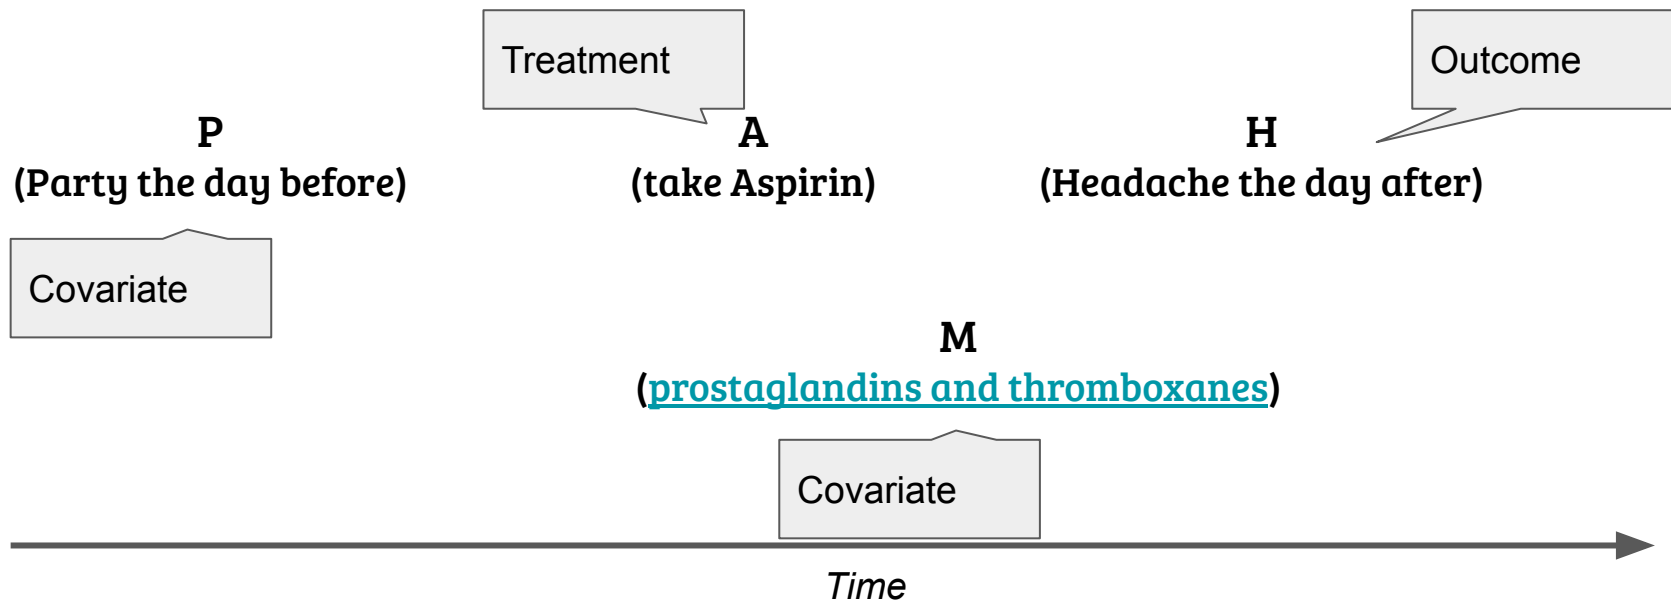 Treatment
Outcome
P
A
H
(Party the day before)
(take Aspirin)
(Headache the day after)
Covariate
M
(prostaglandins and thromboxanes)
Covariate
Time